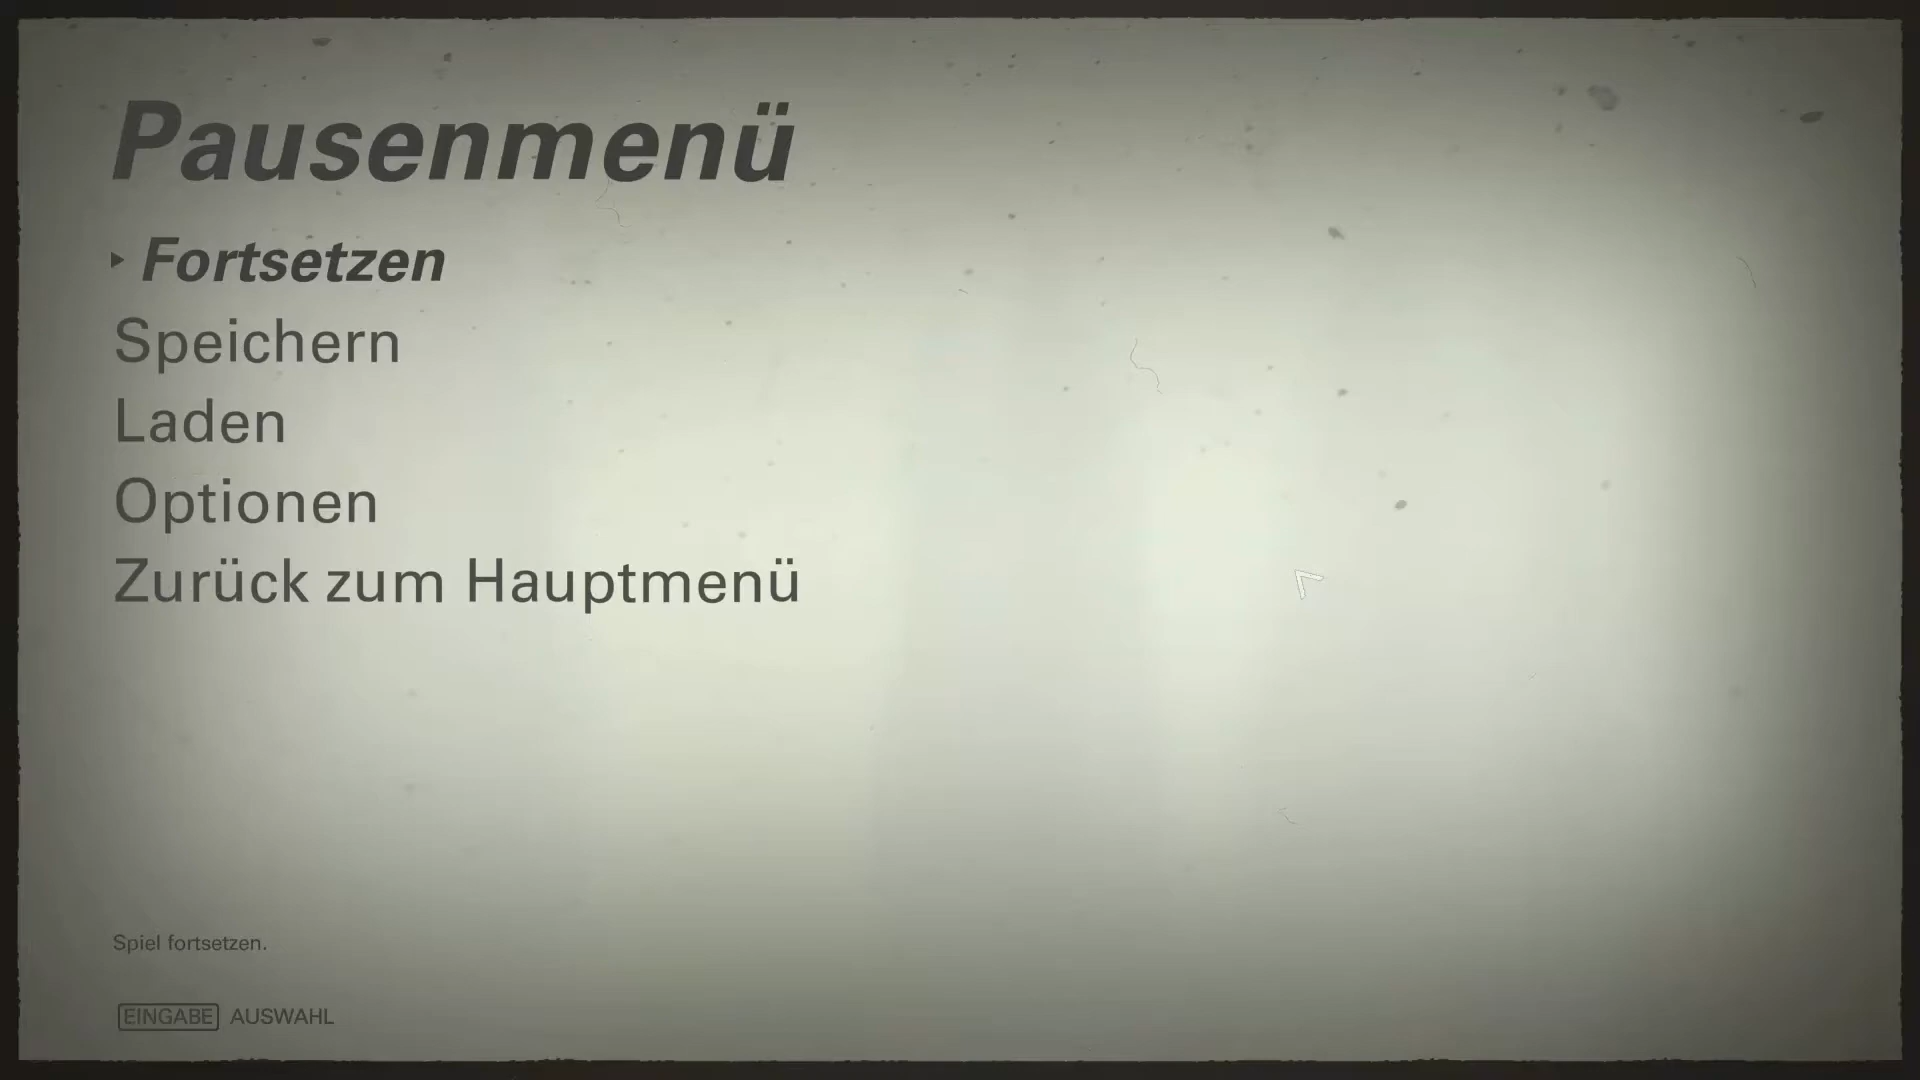 Pausenmenü
Fortsetzen
Speichern
Laden
Optionen
Zurück zum Hauptmenü
Spiel fortsetzen.
EINGABE AUSWAHL